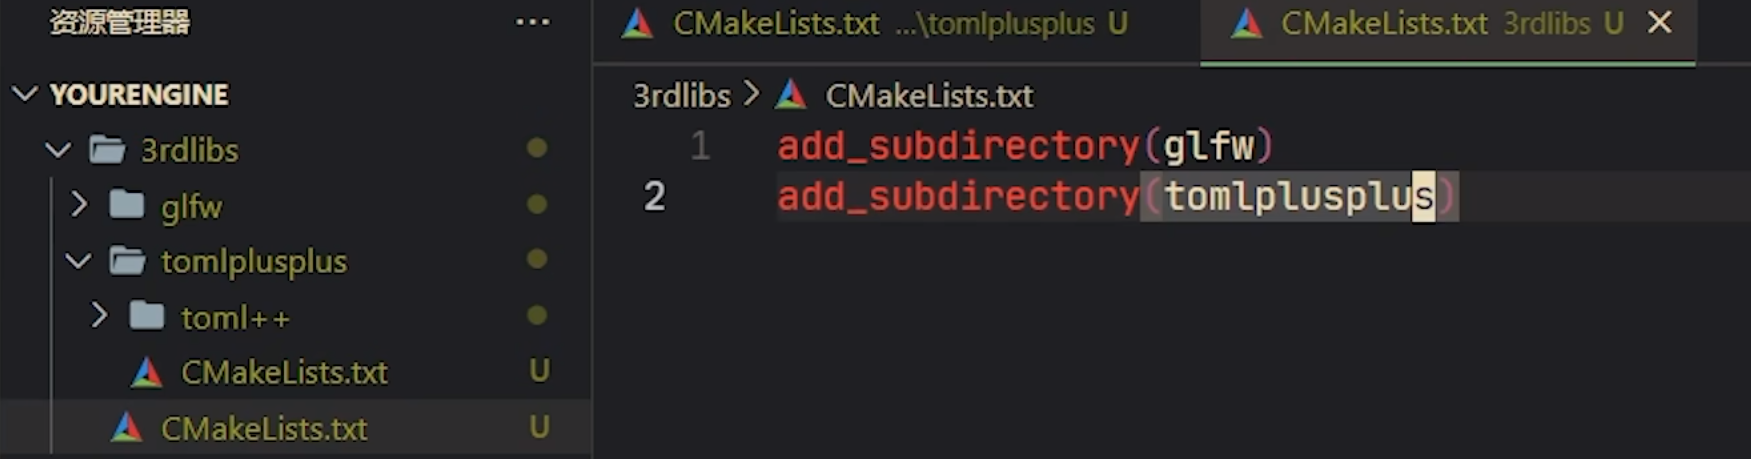 资源管理器 ...
YOURENGINE
3rdlibs
glfw
tomlplusplus
toml++
CMakeLists.txt U
CMakeLists.txt U
CMakeLists.txt ...\tomlplusplus U
CMakeLists.txt 3rdlibs U
3rdlibs > CMakeLists.txt
1 add_subdirectory(glfw)
2 add_subdirectory(tomlplusplus)